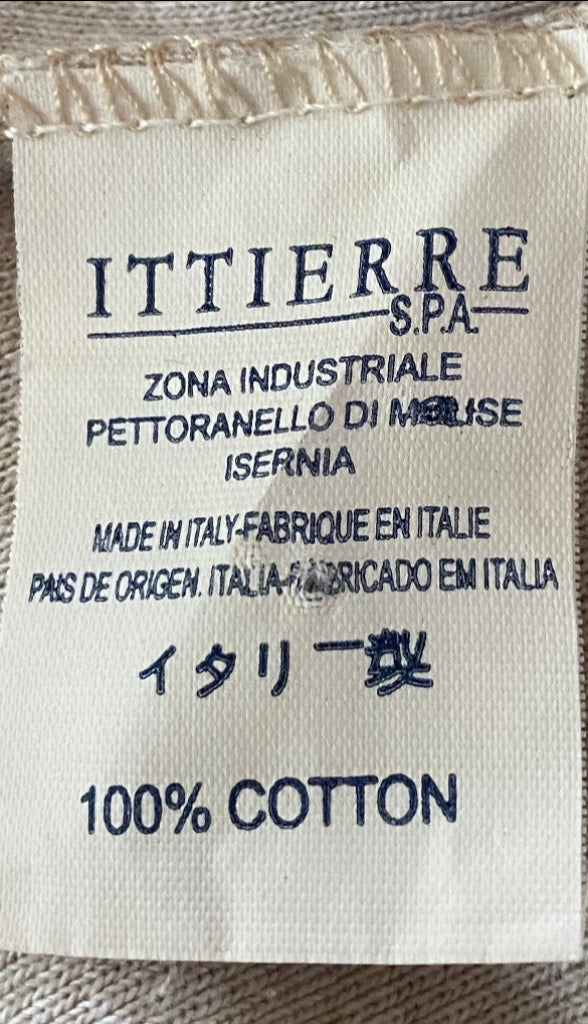 ITTIERRE
S.P.A.
ZONA INDUSTRIALE
PETTORANELLO DI MOLISE
ISERNIA
MADE IN ITALY-FABRIQUE EN ITALIE
PAIS DE ORIGEN. ITALIA-FABRICADO EM ITALIA
イタリー製
100% COTTON